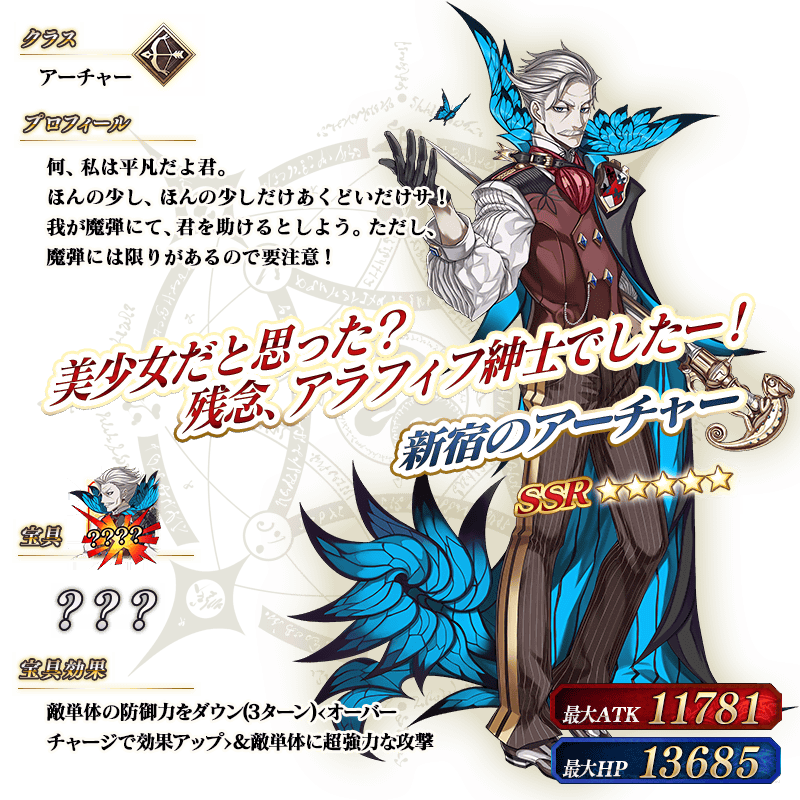 クラス
アーチャー
プロフィール
何、私は平凡だよ君。
ほんの少し、ほんの少しだけあくどいだけサ！
我が魔弾にて、君を助けるとしよう。ただし、
魔弾には限りがあるので要注意！
美少女だと思った？
残念、アラフィフ紳士でしたー！
新宿のアーチャー
SSR
宝具
????
？？？
宝具効果
敵単体の防御力をダウン(3ターン)<オーバー
チャージで効果アップ>&敵単体に超強力な攻撃
最大ATK 11781
最大HP 13685